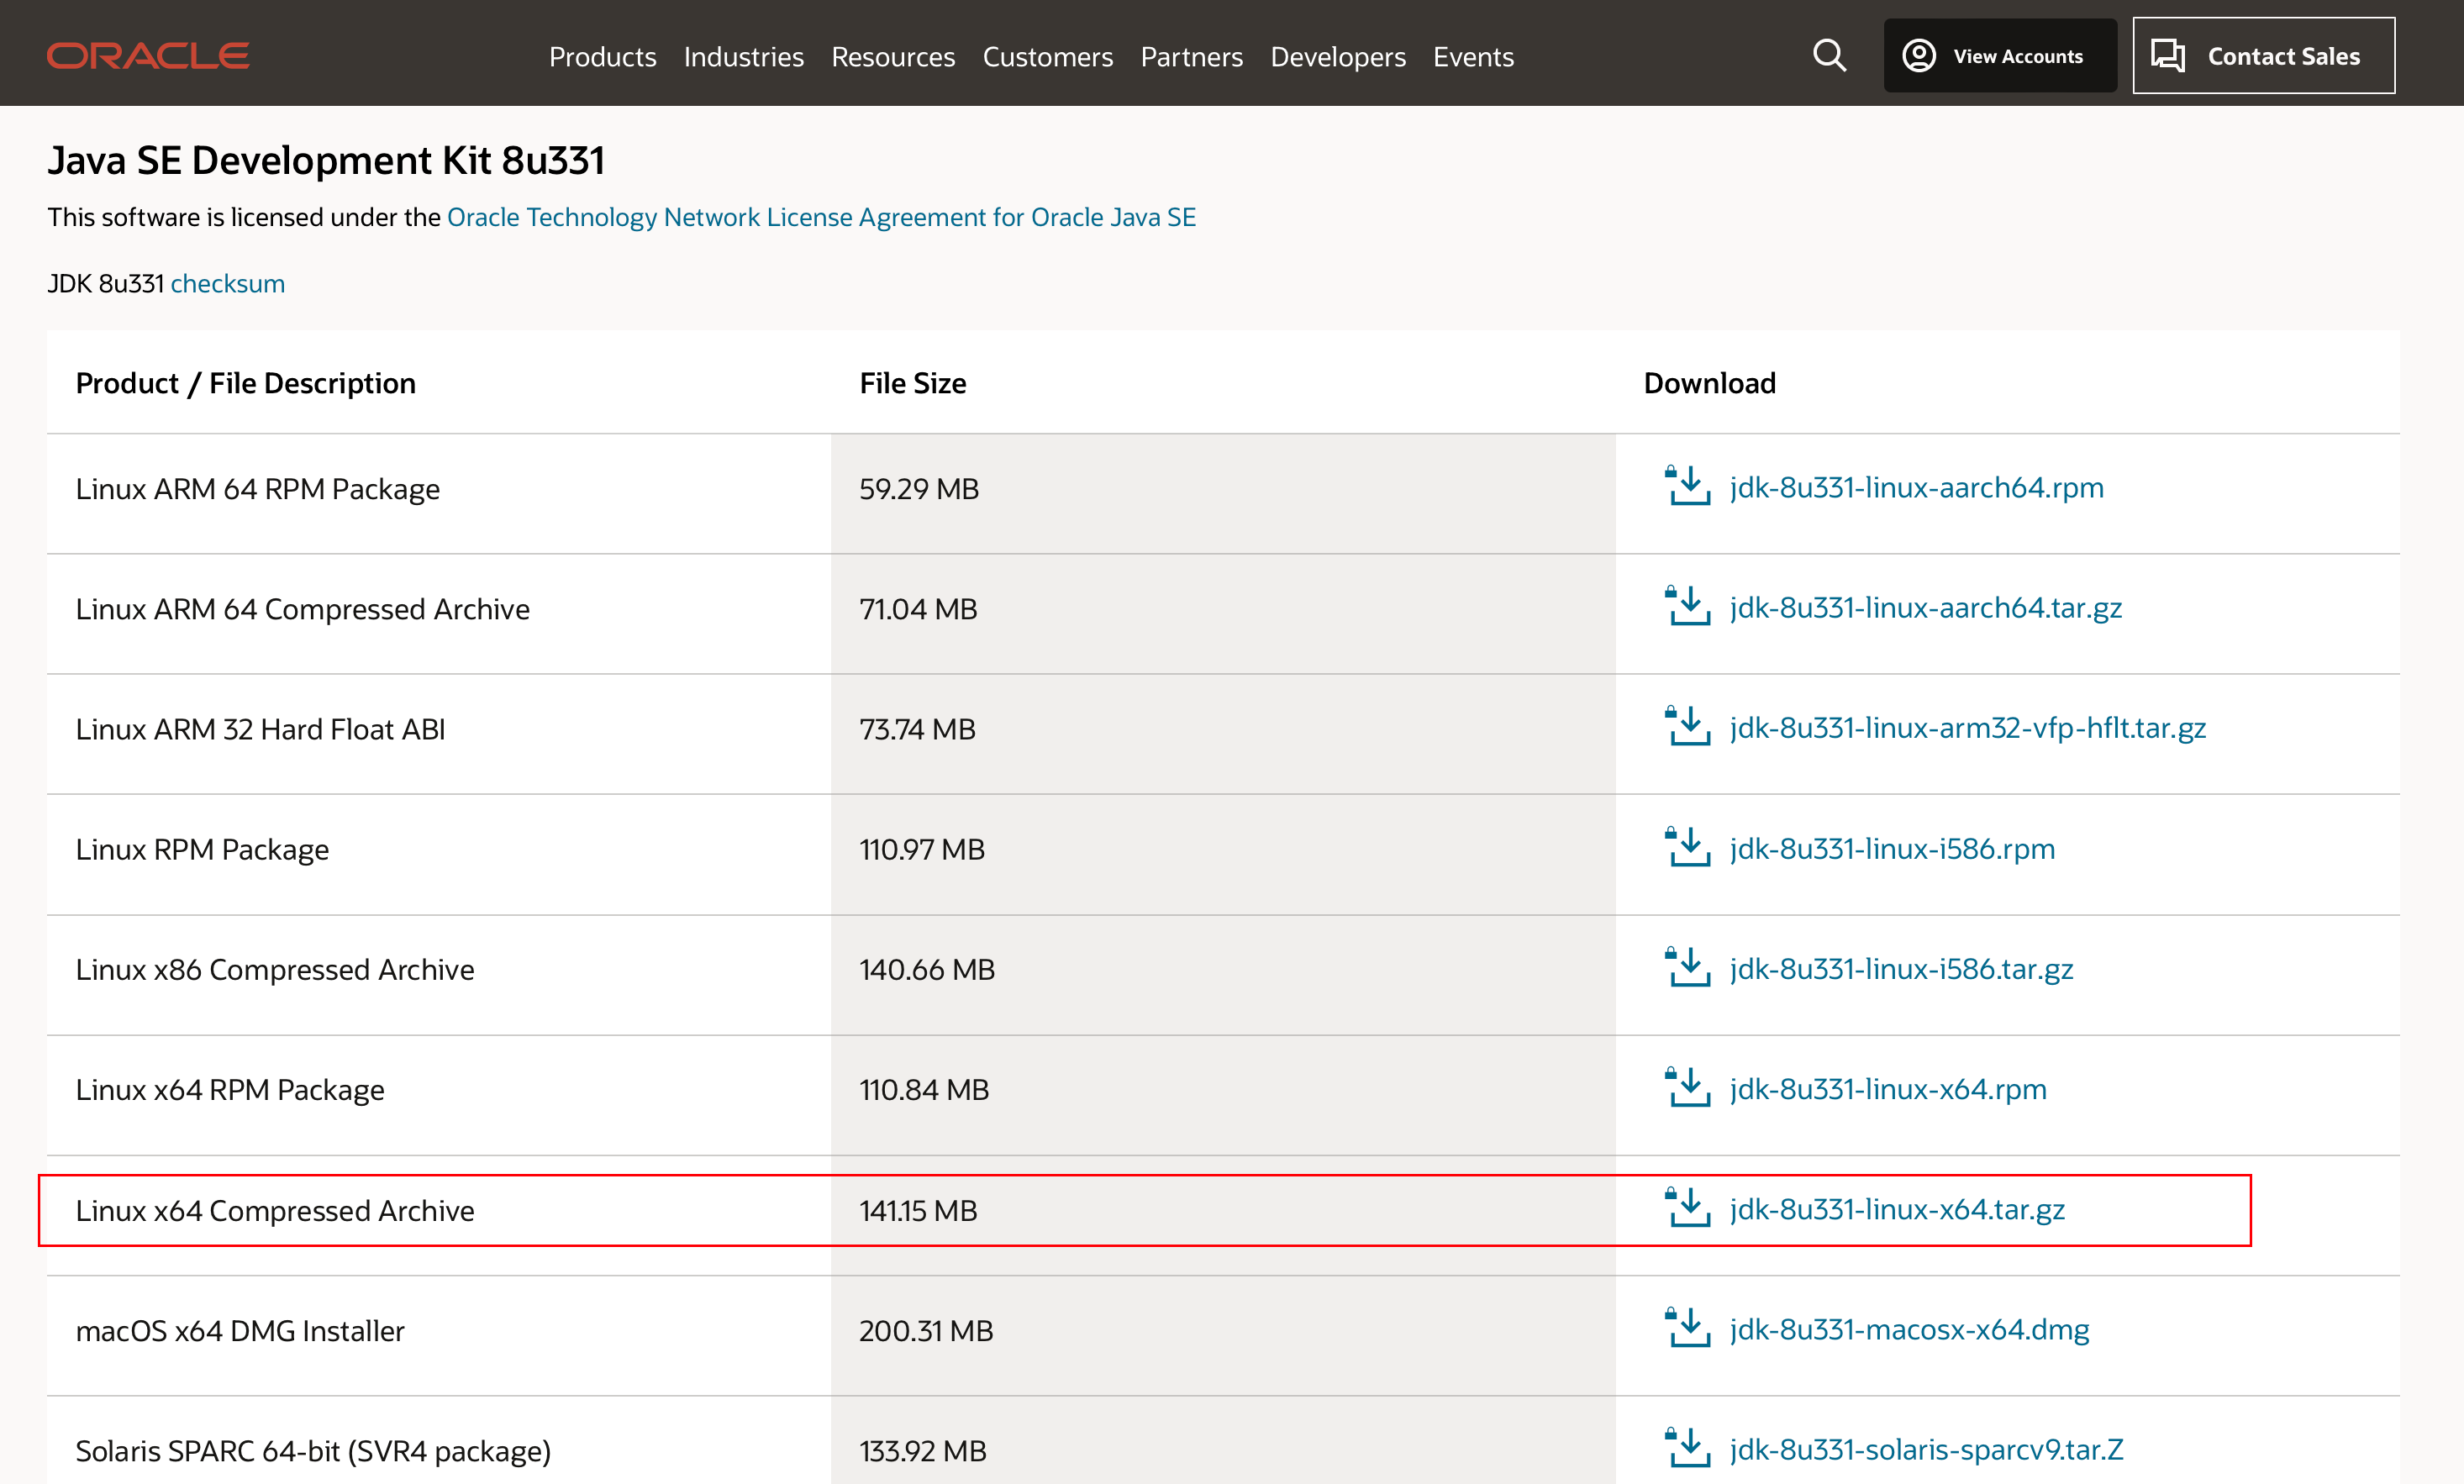 ORACLE
Products Industries Resources Customers Partners Developers Events
View Accounts
Contact Sales
Java SE Development Kit 8u331
This software is licensed under the Oracle Technology Network License Agreement for Oracle Java SE
JDK 8u331 checksum
Product / File Description File Size Download
Linux ARM 64 RPM Package 59.29 MB jdk-8u331-linux-aarch64.rpm
Linux ARM 64 Compressed Archive 71.04 MB jdk-8u331-linux-aarch64.tar.gz
Linux ARM 32 Hard Float ABI 73.74 MB jdk-8u331-linux-arm32-vfp-hflt.tar.gz
Linux RPM Package 110.97 MB jdk-8u331-linux-i586.rpm
Linux x86 Compressed Archive 140.66 MB jdk-8u331-linux-i586.tar.gz
Linux x64 RPM Package 110.84 MB jdk-8u331-linux-x64.rpm
Linux x64 Compressed Archive 141.15 MB jdk-8u331-linux-x64.tar.gz
macOS x64 DMG Installer 200.31 MB jdk-8u331-macosx-x64.dmg
Solaris SPARC 64-bit (SVR4 package) 133.92 MB jdk-8u331-solaris-sparcv9.tar.Z